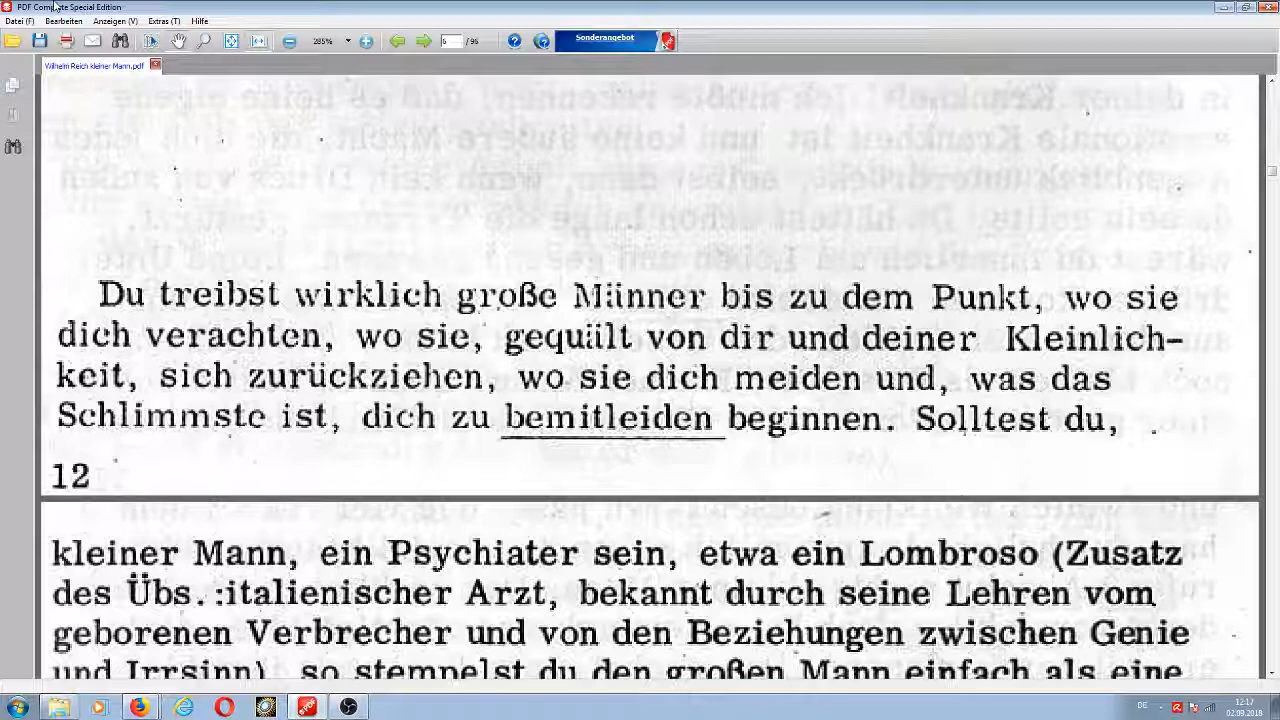 PDF Complete Special Edition
Datei (F) Bearbeiten Anzeigen (V) Extras (T) Hilfe
285% 5 / 95 Sonderangebot
Wilhelm Reich kleiner Mann.pdf
Du treibst wirklich große Männer bis zu dem Punkt, wo sie
dich verachten, wo sie, gequält von dir und deiner Kleinlich-
keit, sich zurückziehen, wo sie dich meiden und, was das
Schlimmste ist, dich zu bemitleiden beginnen. Solltest du,
12
kleiner Mann, ein Psychiater sein, etwa ein Lombroso (Zusatz
des Übs. :italienischer Arzt, bekannt durch seine Lehren vom
geborenen Verbrecher und von den Beziehungen zwischen Genie
und Irrsinn), so stempelst du den großen Mann einfach als eine
DE 12:17
02.09.2018